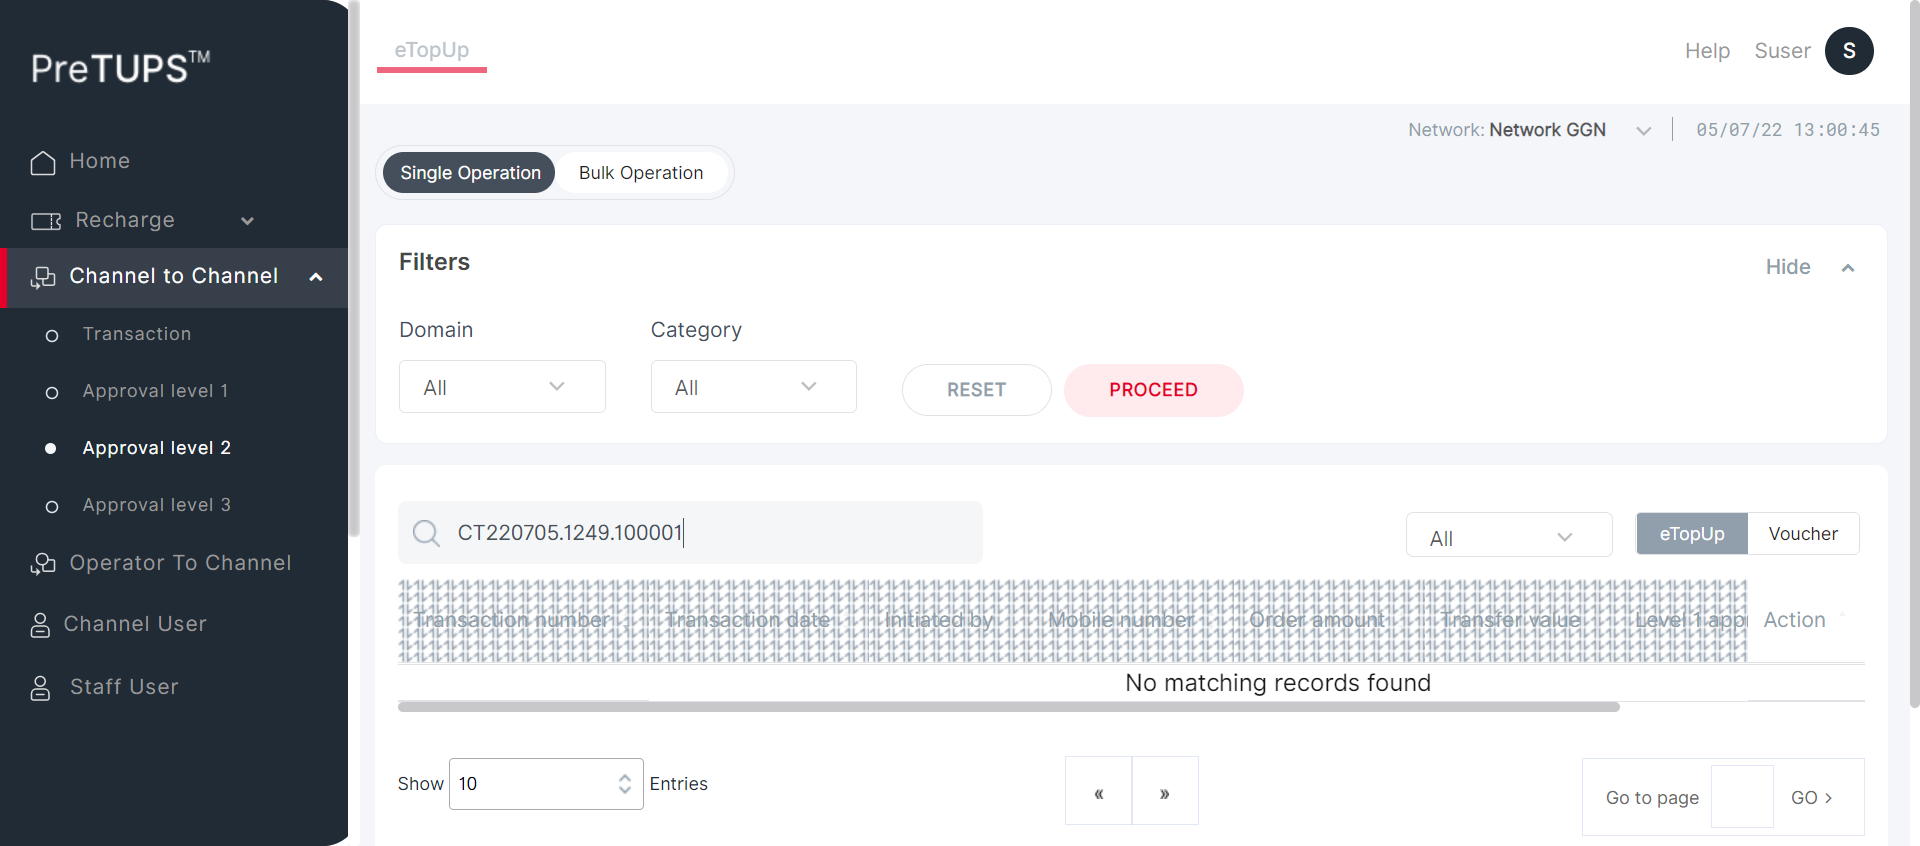 PreTUPS™
Home
Recharge
Channel to Channel
Transaction
Approval level 1
Approval level 2
Approval level 3
Operator To Channel
Channel User
Staff User
eTopUp
Help Suser S
Network: Network GGN 05/07/22 13:00:45
Single Operation Bulk Operation
Filters
Hide
Domain Category
All All RESET PROCEED
CT220705.1249.100001
All eTopUp Voucher
Transaction number Transaction date Initiated by Mobile number Order amount Transfer value Level 1 appr Action
No matching records found
Show 10 Entries « » Go to page GO >